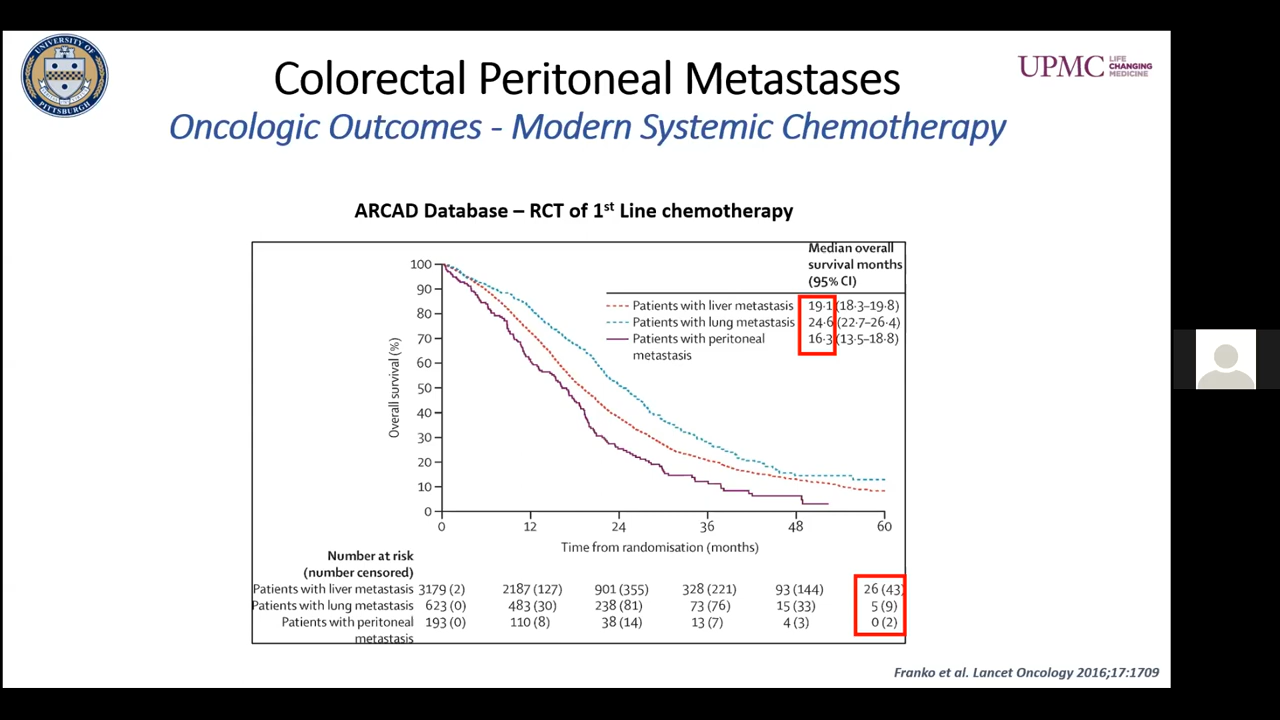 UNIVERSITY OF
PITTSBURGH
UPMC LIFE
CHANGING
MEDICINE
Colorectal Peritoneal Metastases
Oncologic Outcomes - Modern Systemic Chemotherapy
ARCAD Database – RCT of 1st Line chemotherapy
Median overall
survival months
(95% CI)
Patients with liver metastasis 19·1 (18·3–19·8)
Patients with lung metastasis 24·6 (22·7–26·4)
Patients with peritoneal 16·3 (13·5–18·8)
metastasis
Overall survival (%)
100
90
80
70
60
50
40
30
20
10
0
0 12 24 36 48 60
Time from randomisation (months)
Number at risk
(number censored)
Patients with liver metastasis 3179 (2) 2187 (127) 901 (355) 328 (221) 93 (144) 26 (43)
Patients with lung metastasis 623 (0) 483 (30) 238 (81) 73 (76) 15 (33) 5 (9)
Patients with peritoneal 193 (0) 110 (8) 38 (14) 13 (7) 4 (3) 0 (2)
metastasis
Franko et al. Lancet Oncology 2016;17:1709